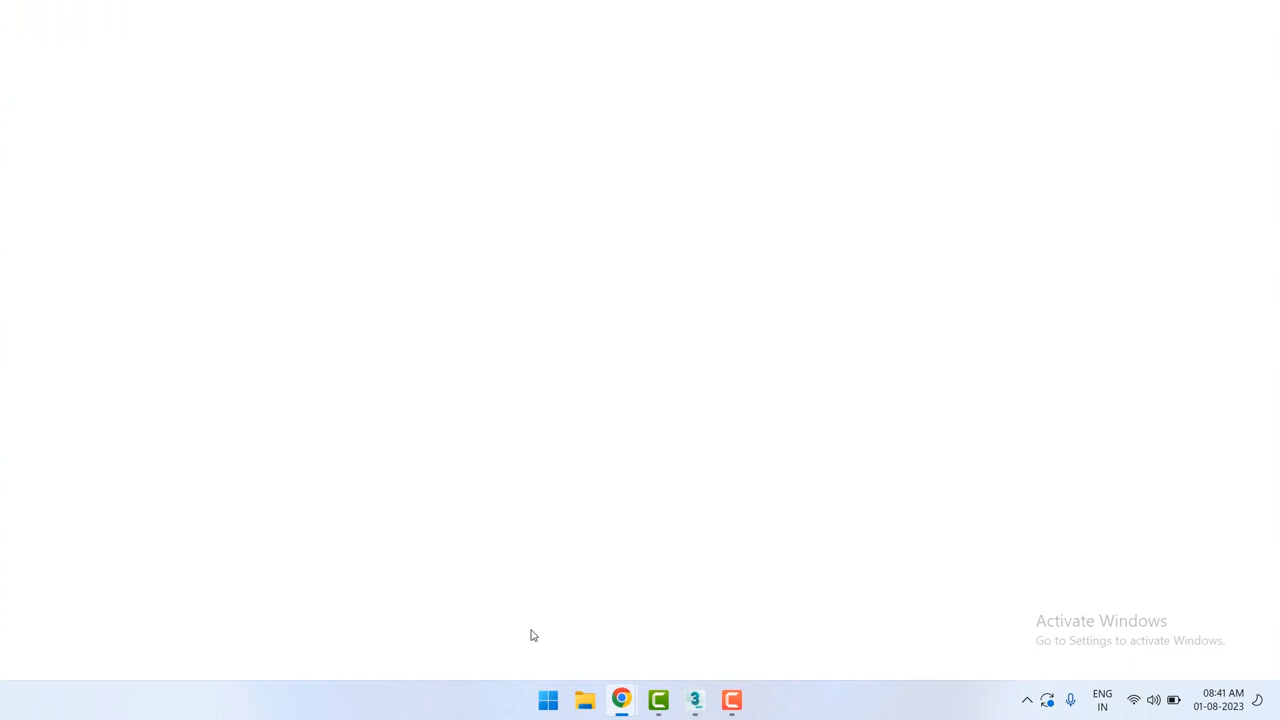 Activate Windows
Go to Settings to activate Windows.
ENG
IN
08:41 AM
01-08-2023